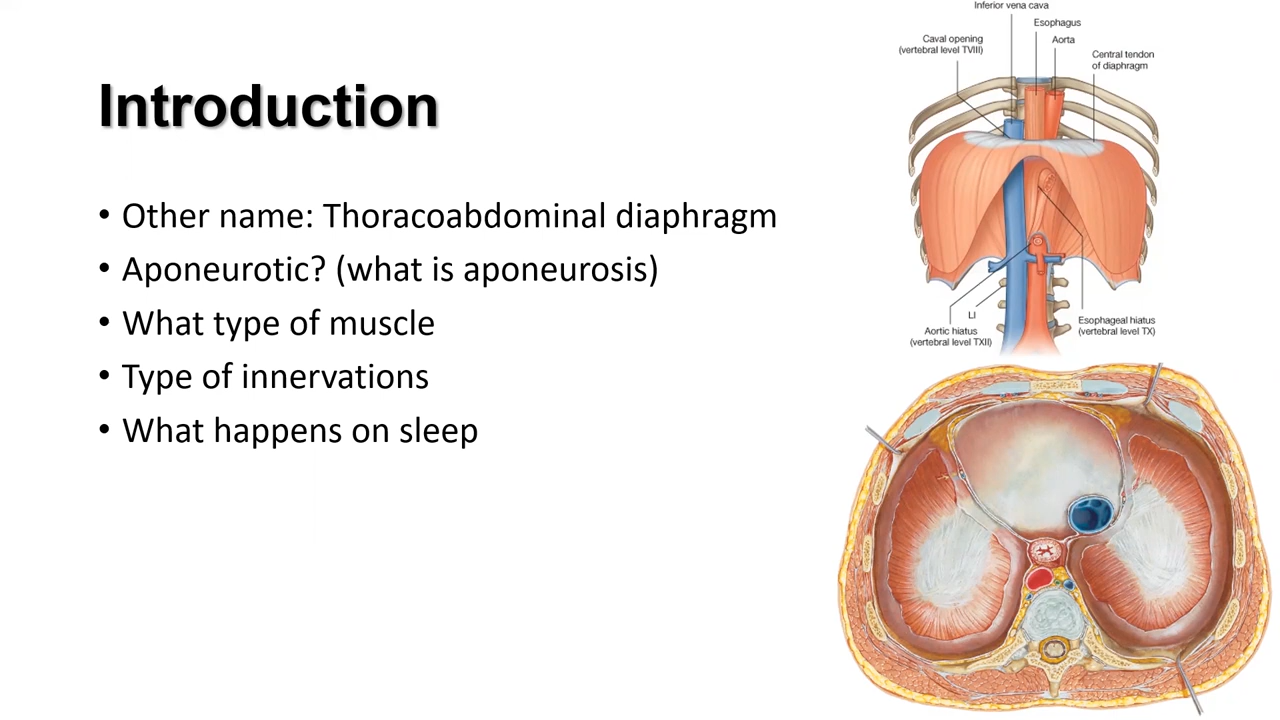 Introduction
• Other name: Thoracoabdominal diaphragm
• Aponeurotic? (what is aponeurosis)
• What type of muscle
• Type of innervations
• What happens on sleep
Inferior vena cava
Esophagus
Caval opening
(vertebral level TVIII)
Aorta
Central tendon
of diaphragm
LI
Aortic hiatus
(vertebral level TXII)
Esophageal hiatus
(vertebral level TX)